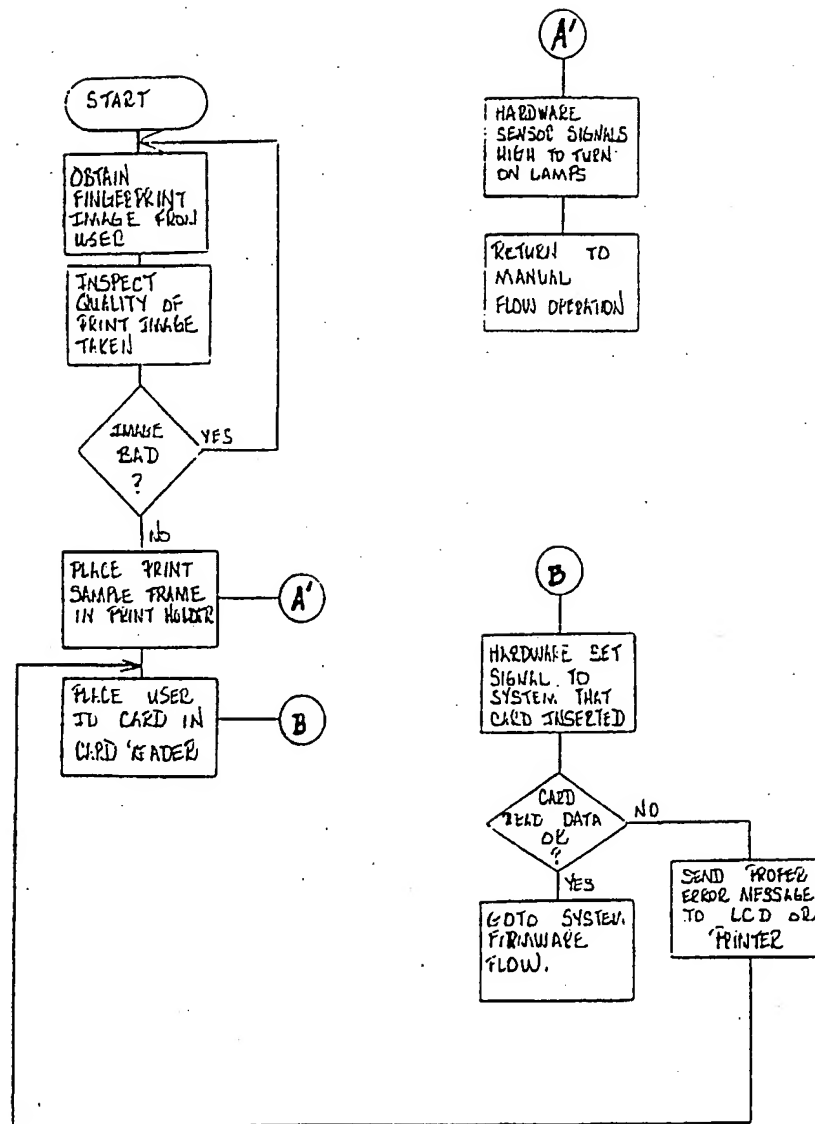 START
OBTAIN
FINGERPRINT
IMAGE FROM
USER
INSPECT
QUALITY OF
PRINT IMAGE
TAKEN
IMAGE
BAD
?
YES
NO
PLACE PRINT
SAMPLE FRAME
IN PRINT HOLDER
A'
PLACE USER
ID CARD IN
CARD READER
B
A'
HARDWARE
SENSOR SIGNALS
HIGH TO TURN
ON LAMPS
RETURN TO
MANUAL
FLOW OPERATION
B
HARDWARE SET
SIGNAL TO
SYSTEM THAT
CARD INSERTED
CARD
READ DATA
OK
?
NO
YES
SEND PROPER
ERROR MESSAGE
TO LCD OR
PRINTER
GOTO SYSTEM
FIRMWARE
FLOW.